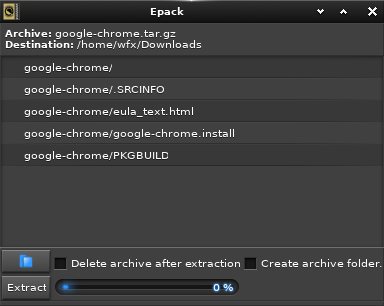 Epack
Archive: google-chrome.tar.gz
Destination: /home/wfx/Downloads
google-chrome/
google-chrome/.SRCINFO
google-chrome/eula_text.html
google-chrome/google-chrome.install
google-chrome/PKGBUILD
Delete archive after extraction Create archive folder.
Extract 0 %